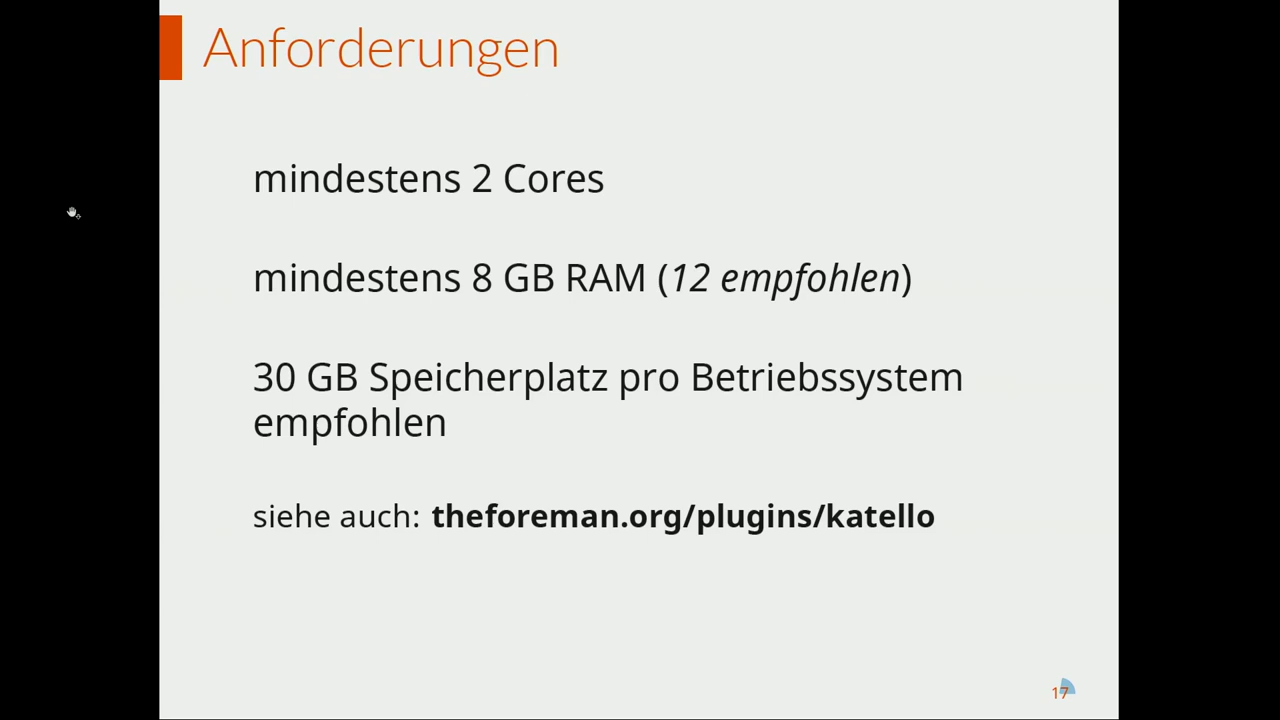 Anforderungen
mindestens 2 Cores
mindestens 8 GB RAM (12 empfohlen)
30 GB Speicherplatz pro Betriebssystem
empfohlen
siehe auch: theforeman.org/plugins/katello
17